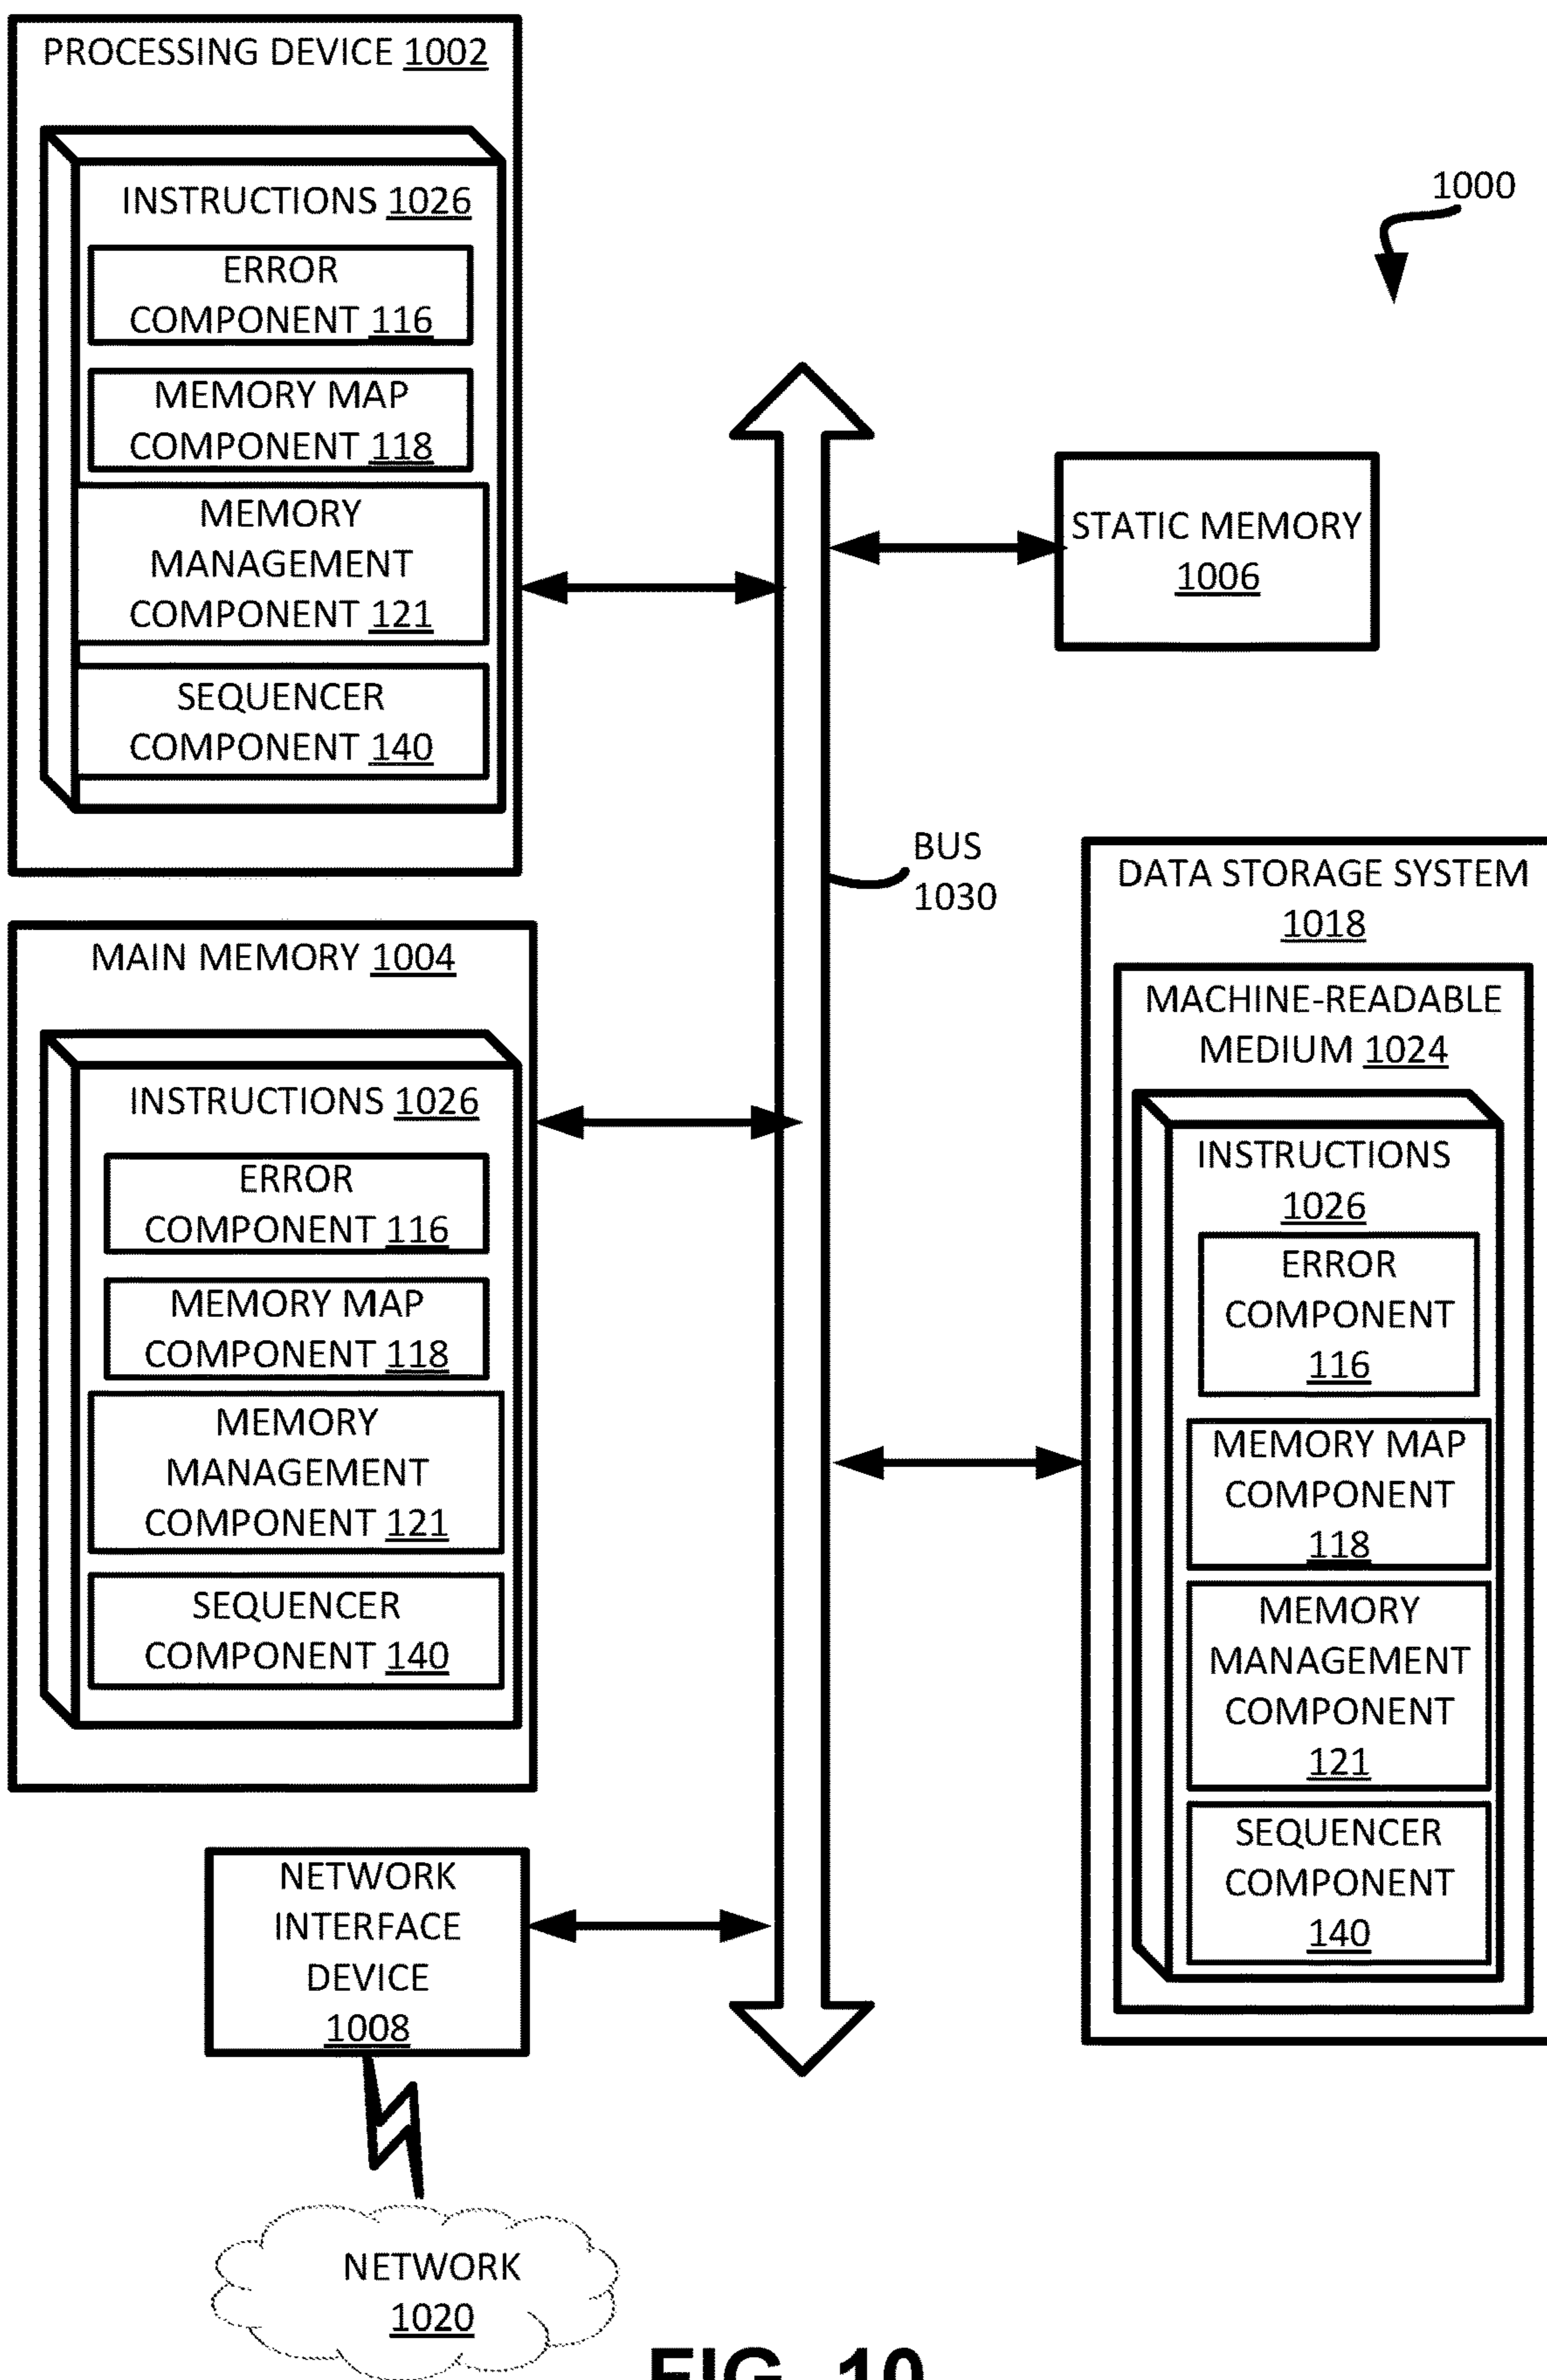 PROCESSING DEVICE 1002
INSTRUCTIONS 1026
ERROR
COMPONENT 116
MEMORY MAP
COMPONENT 118
MEMORY
MANAGEMENT
COMPONENT 121
SEQUENCER
COMPONENT 140
1000
STATIC MEMORY
1006
BUS
1030
MAIN MEMORY 1004
INSTRUCTIONS 1026
ERROR
COMPONENT 116
MEMORY MAP
COMPONENT 118
MEMORY
MANAGEMENT
COMPONENT 121
SEQUENCER
COMPONENT 140
DATA STORAGE SYSTEM
1018
MACHINE-READABLE
MEDIUM 1024
INSTRUCTIONS
1026
ERROR
COMPONENT
116
MEMORY MAP
COMPONENT
118
MEMORY
MANAGEMENT
COMPONENT
121
SEQUENCER
COMPONENT
140
NETWORK
INTERFACE
DEVICE
1008
NETWORK
1020
FIG. 10